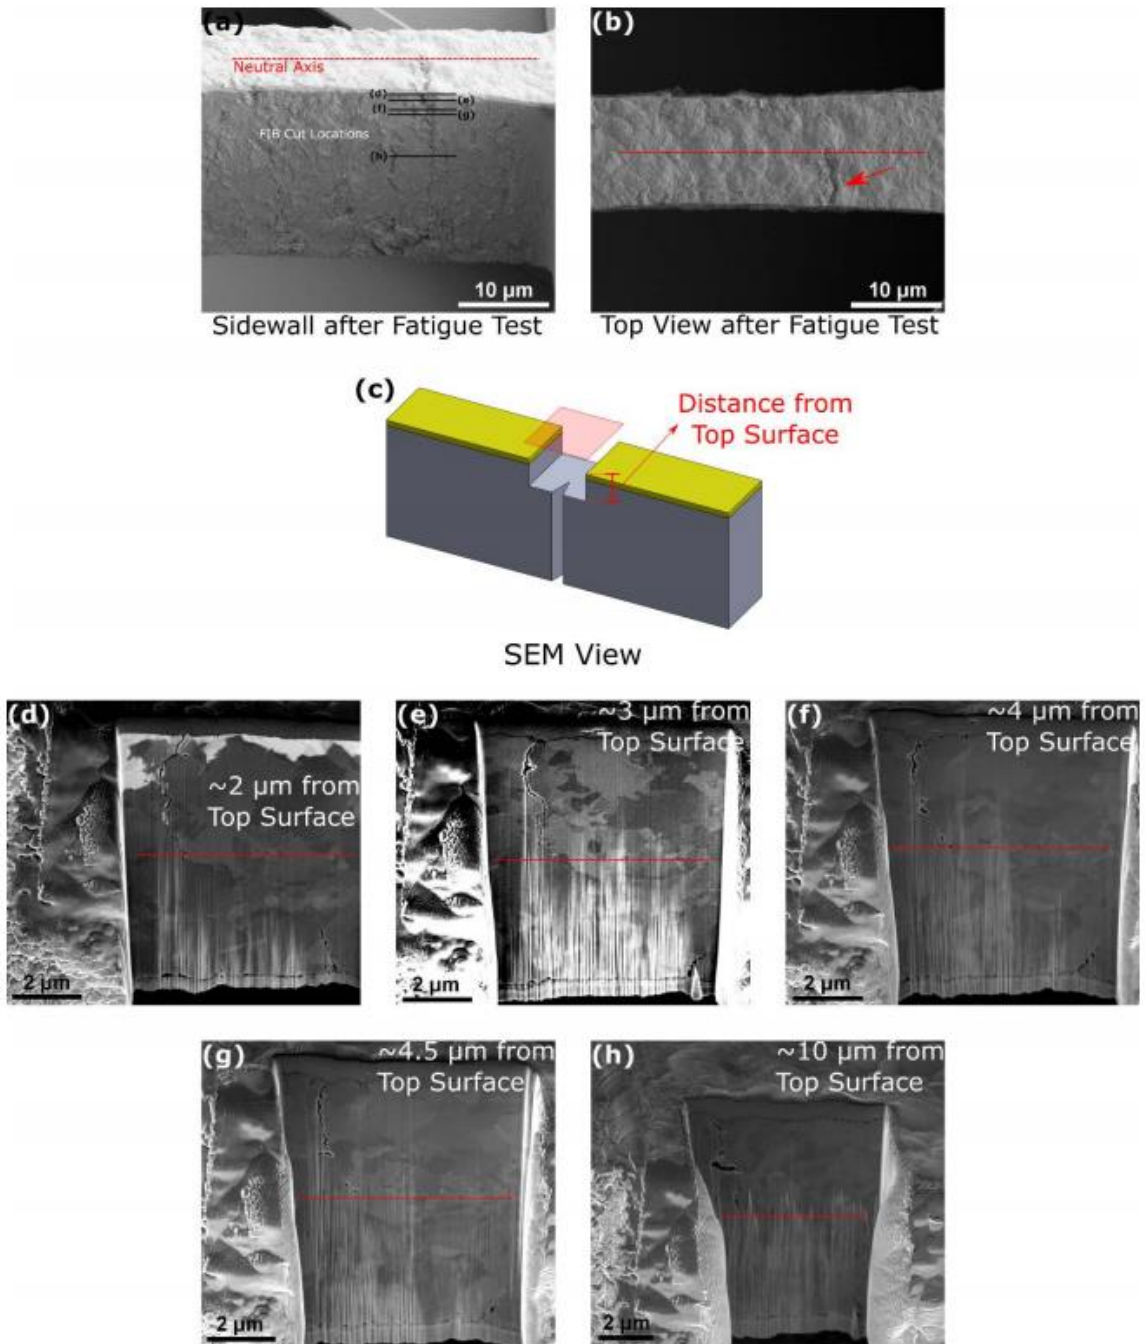 (a)
Neutral Axis
(d)
(e)
(f)
(g)
FIB Cut Locations
(h)
10 µm
Sidewall after Fatigue Test
(b)
10 µm
Top View after Fatigue Test
(c)
Distance from
Top Surface
SEM View
(d)
~2 µm from
Top Surface
2 µm
(e)
~3 µm from
Top Surface
2 µm
(f)
~4 µm from
Top Surface
2 µm
(g)
~4.5 µm from
Top Surface
2 µm
(h)
~10 µm from
Top Surface
2 µm